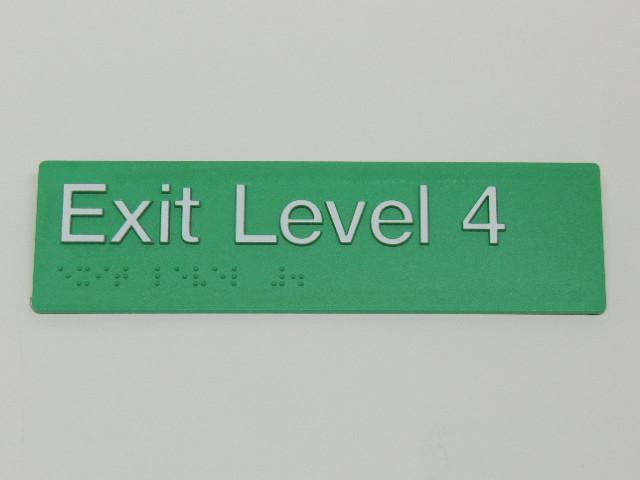 Exit Level 4
⠑⠭⠊⠞ ⠇⠑⠧⠑⠇ ⠼⠙